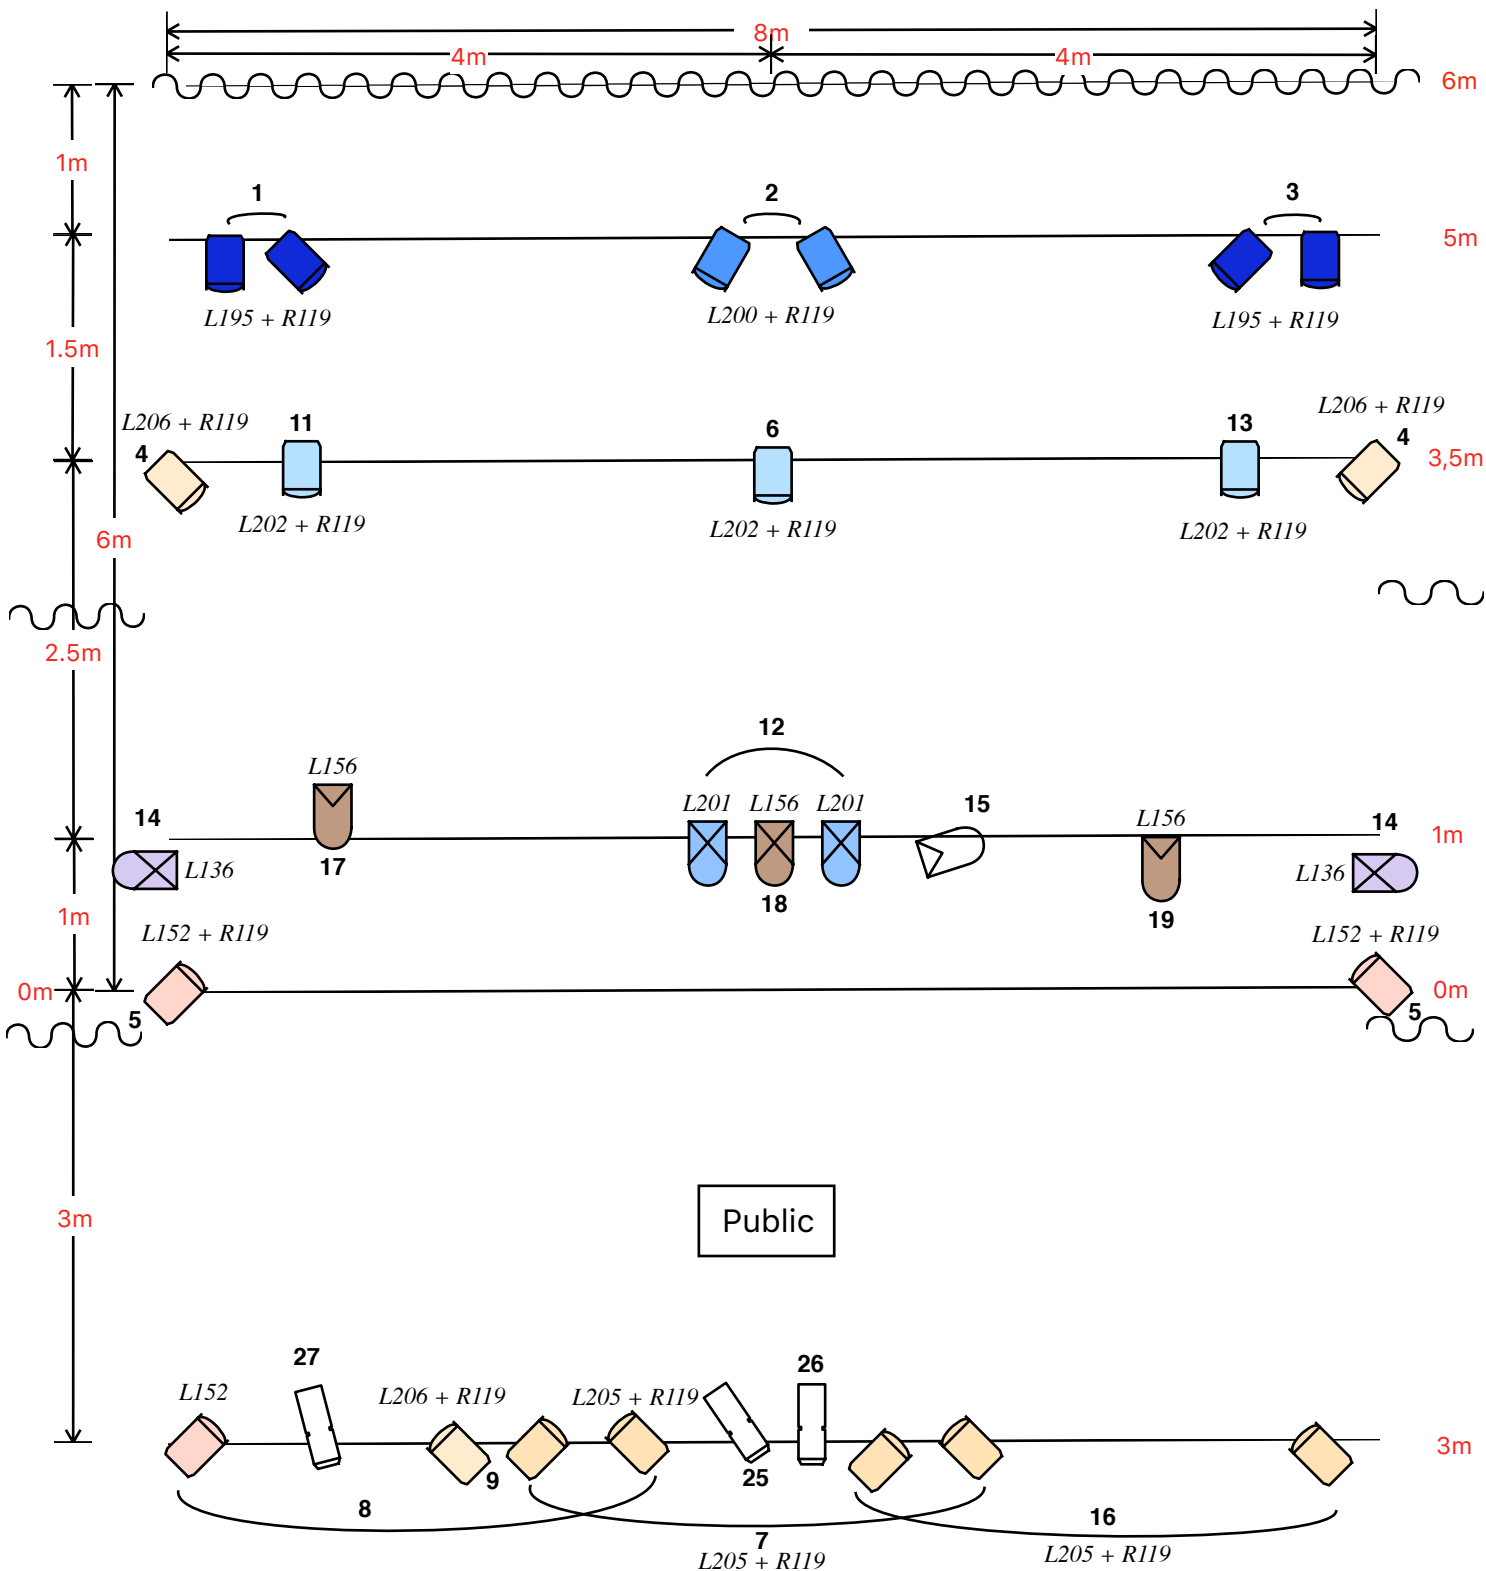 8m
4m 4m
6m
1m
1 2 3
5m
L195 + R119 L200 + R119 L195 + R119
1.5m
L206 + R119 11 6 13 L206 + R119
4 4
3,5m
L202 + R119 L202 + R119 L202 + R119
6m
2.5m
12
L156
L201 L156 L201 15 L156
14 14
1m
17
L136 L136
18 19
1m
L152 + R119 L152 + R119
0m 0m
5 5
3m
Public
27 26
L152 L206 + R119 L205 + R119
3m
9 25
8 16
7
L205 + R119 L205 + R119